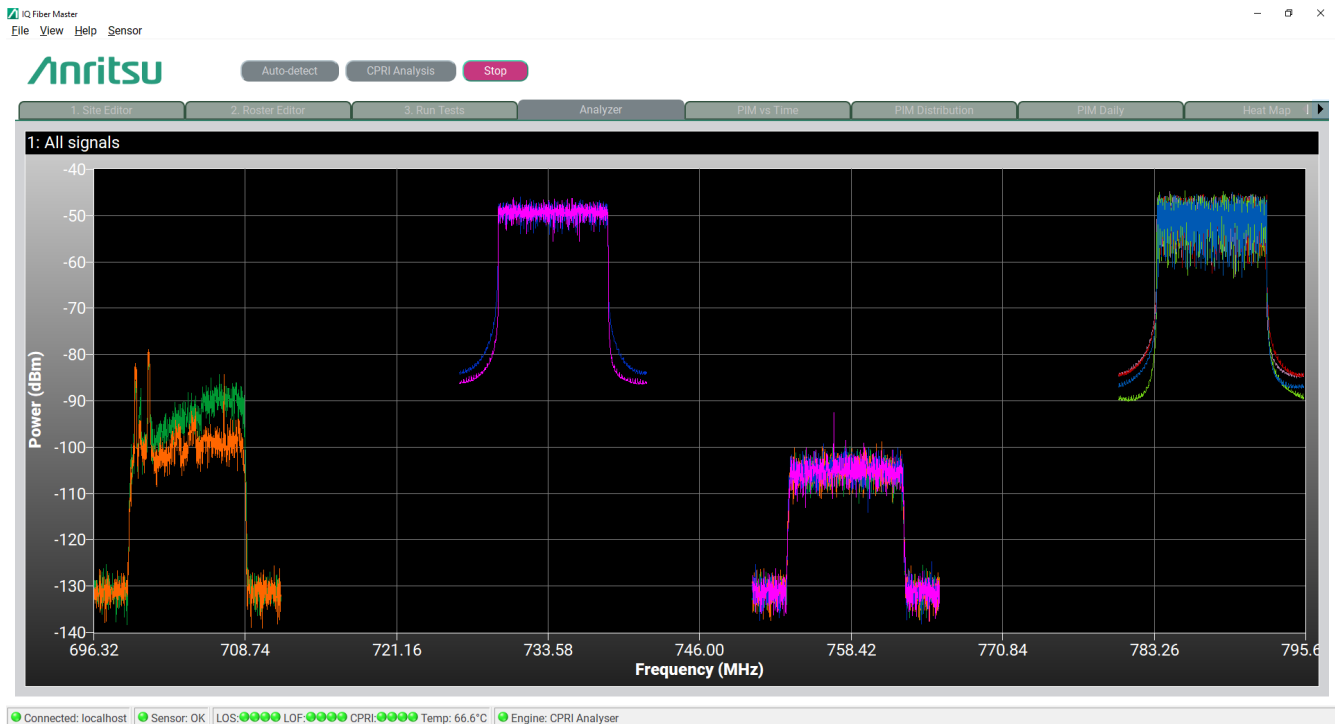 IQ Fiber Master
File View Help Sensor
Anritsu
Auto-detect CPRI Analysis Stop
1. Site Editor 2. Roster Editor 3. Run Tests Analyzer PIM vs Time PIM Distribution PIM Daily Heat Map
1: All signals
-40
-50
-60
-70
-80
-90
-100
-110
-120
-130
-140
Power (dBm)
696.32 708.74 721.16 733.58 746.00 758.42 770.84 783.26 795.6
Frequency (MHz)
Connected: localhost Sensor: OK LOS: LOF: CPRI: Temp: 66.6°C Engine: CPRI Analyser